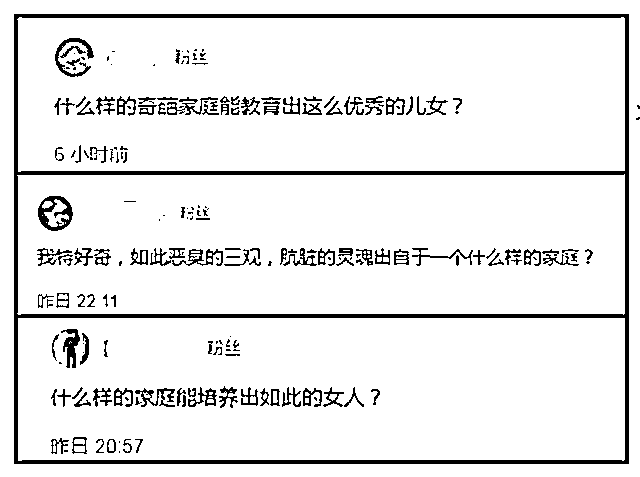 粉丝
什么样的奇葩家庭能教育出这么优秀的儿女？
6 小时前
粉丝
我特好奇，如此恶臭的三观，肮脏的灵魂出自于一个什么样的家庭？
昨日 22 11
粉丝
什么样的家庭能培养出如此的女人？
昨日 20:57